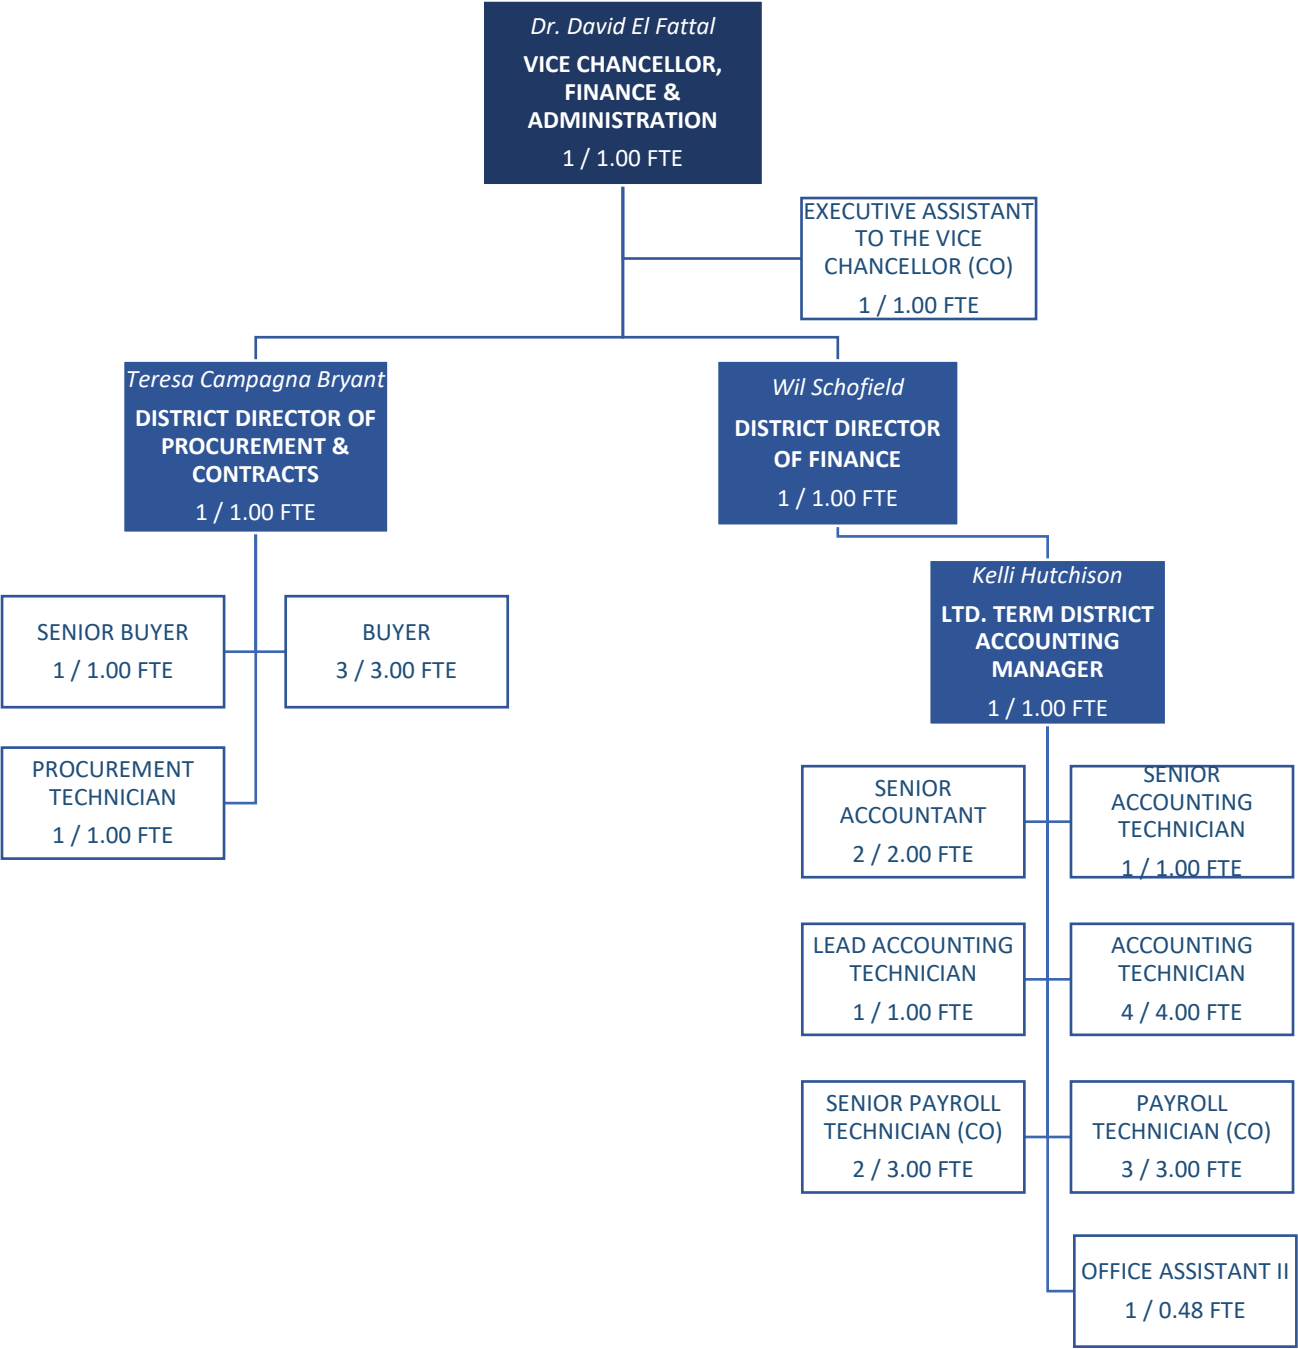 Dr. David El Fattal
VICE CHANCELLOR,
FINANCE &
ADMINISTRATION
1 / 1.00 FTE
EXECUTIVE ASSISTANT
TO THE VICE
CHANCELLOR (CO)
1 / 1.00 FTE
Teresa Campagna Bryant
DISTRICT DIRECTOR OF
PROCUREMENT &
CONTRACTS
1 / 1.00 FTE
Wil Schofield
DISTRICT DIRECTOR
OF FINANCE
1 / 1.00 FTE
Kelli Hutchison
LTD. TERM DISTRICT
ACCOUNTING
MANAGER
1 / 1.00 FTE
SENIOR BUYER
1 / 1.00 FTE
BUYER
3 / 3.00 FTE
PROCUREMENT
TECHNICIAN
1 / 1.00 FTE
SENIOR
ACCOUNTANT
2 / 2.00 FTE
SENIOR
ACCOUNTING
TECHNICIAN
1 / 1.00 FTE
LEAD ACCOUNTING
TECHNICIAN
1 / 1.00 FTE
ACCOUNTING
TECHNICIAN
4 / 4.00 FTE
SENIOR PAYROLL
TECHNICIAN (CO)
2 / 3.00 FTE
PAYROLL
TECHNICIAN (CO)
3 / 3.00 FTE
OFFICE ASSISTANT II
1 / 0.48 FTE